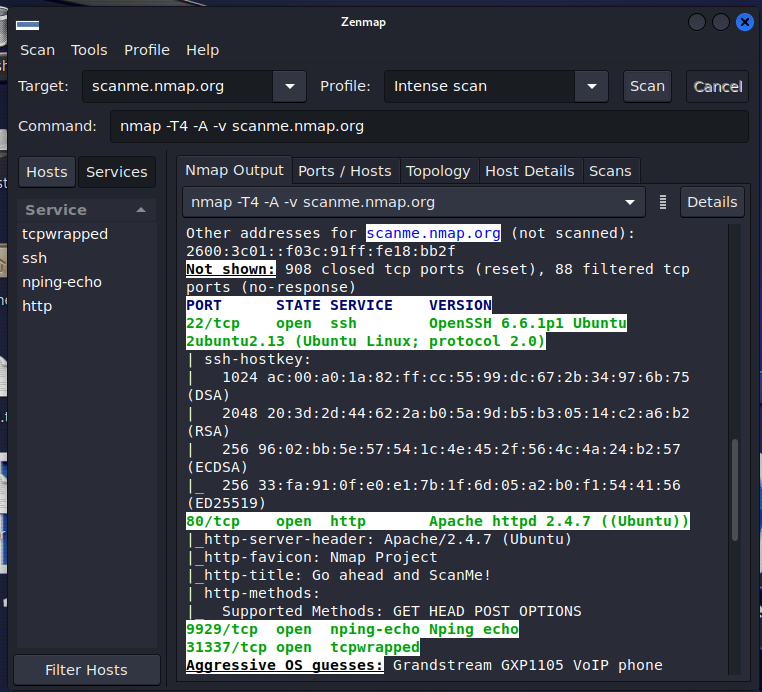 Zenmap
Scan Tools Profile Help
Target: scanme.nmap.org Profile: Intense scan Scan Cancel
Command: nmap -T4 -A -v scanme.nmap.org
Hosts Services
Service
tcpwrapped
ssh
nping-echo
http
Filter Hosts
Nmap Output Ports / Hosts Topology Host Details Scans
nmap -T4 -A -v scanme.nmap.org Details
Other addresses for scanme.nmap.org (not scanned):
2600:3c01::f03c:91ff:fe18:bb2f
Not shown: 908 closed tcp ports (reset), 88 filtered tcp
ports (no-response)
PORT STATE SERVICE VERSION
22/tcp open ssh OpenSSH 6.6.1p1 Ubuntu
2ubuntu2.13 (Ubuntu Linux; protocol 2.0)
| ssh-hostkey:
| 1024 ac:00:a0:1a:82:ff:cc:55:99:dc:67:2b:34:97:6b:75
(DSA)
| 2048 20:3d:2d:44:62:2a:b0:5a:9d:b5:b3:05:14:c2:a6:b2
(RSA)
| 256 96:02:bb:5e:57:54:1c:4e:45:2f:56:4c:4a:24:b2:57
(ECDSA)
|_ 256 33:fa:91:0f:e0:e1:7b:1f:6d:05:a2:b0:f1:54:41:56
(ED25519)
80/tcp open http Apache httpd 2.4.7 ((Ubuntu))
|_http-server-header: Apache/2.4.7 (Ubuntu)
|_http-favicon: Nmap Project
|_http-title: Go ahead and ScanMe!
| http-methods:
|_ Supported Methods: GET HEAD POST OPTIONS
9929/tcp open nping-echo Nping echo
31337/tcp open tcpwrapped
Aggressive OS guesses: Grandstream GXP1105 VoIP phone